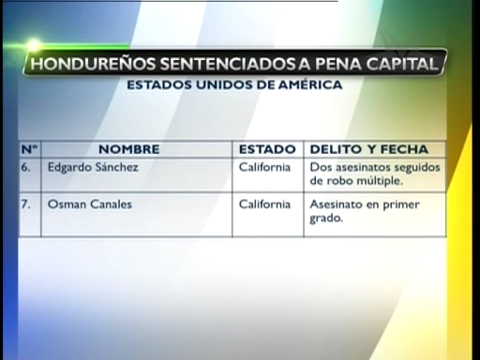 HONDUREÑOS SENTENCIADOS A PENA CAPITAL
ESTADOS UNIDOS DE AMÉRICA
Nº NOMBRE ESTADO DELITO Y FECHA
6. Edgardo Sánchez California Dos asesinatos seguidos
de robo múltiple.
7. Osman Canales California Asesinato en primer
grado.